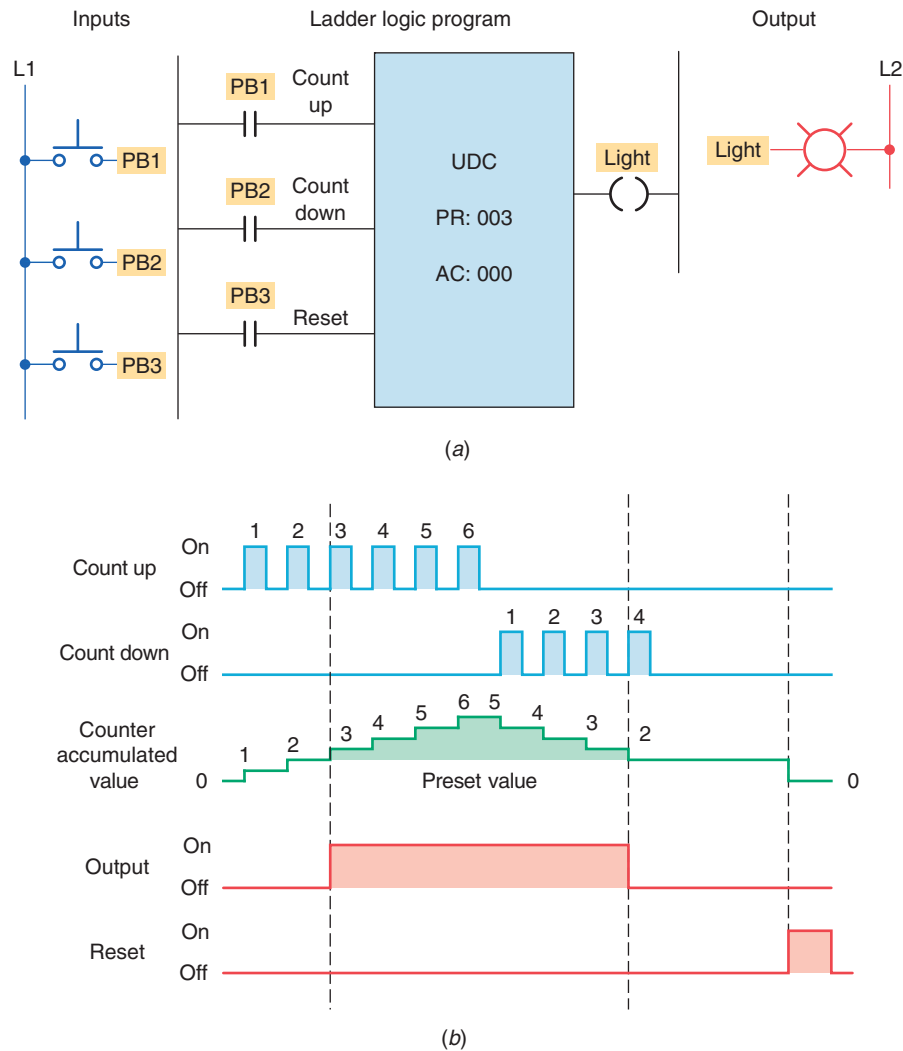 Inputs
Ladder logic program
Output
L1
L2
PB1
Count
up
PB1
Light
Light
UDC
PB2
Count
down
PR: 003
PB2
AC: 000
PB3
Reset
PB3
(a)
1 2 3 4 5 6
On
Count up
Off
1 2 3 4
On
Count down
Off
Counter
accumulated
value
0 1 2 3 4 5 6 5 4 3 2 0
Preset value
On
Output
Off
On
Reset
Off
(b)